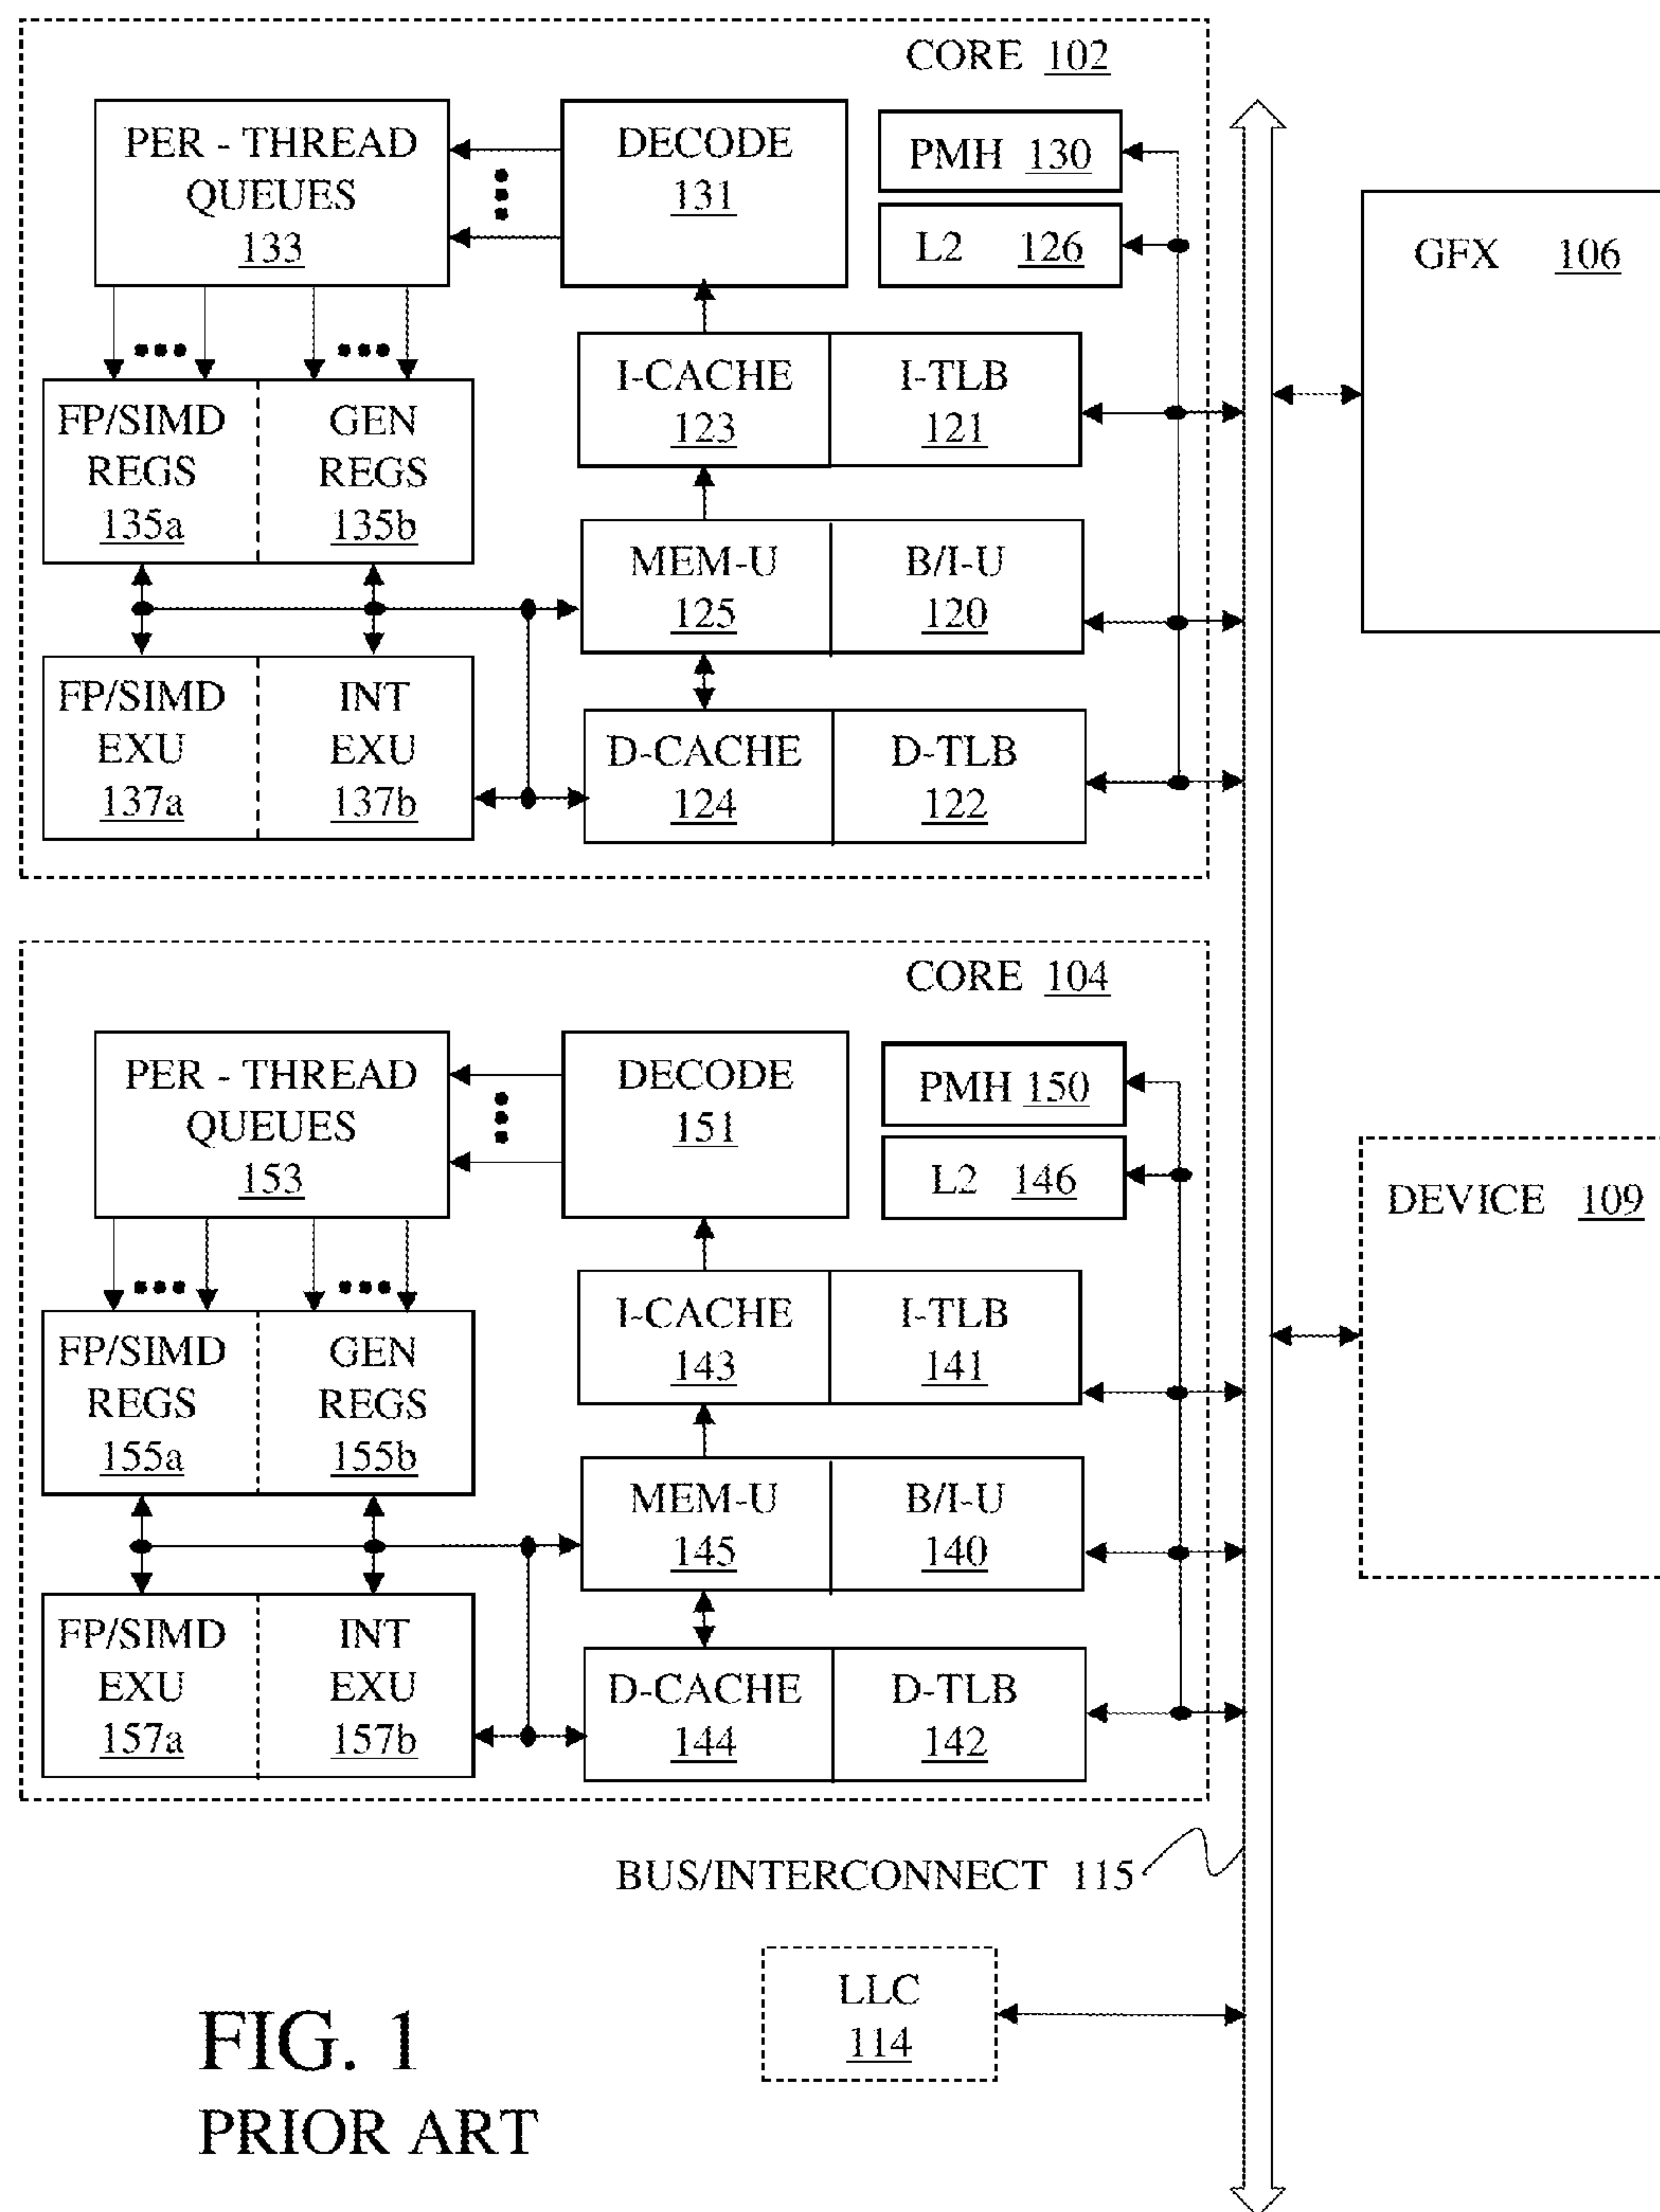 CORE 102
PER - THREAD
QUEUES
133
DECODE
131
PMH 130
L2 126
GFX 106
I-CACHE
123
I-TLB
121
FP/SIMD
REGS
135a
GEN
REGS
135b
MEM-U
125
B/I-U
120
FP/SIMD
EXU
137a
INT
EXU
137b
D-CACHE
124
D-TLB
122
CORE 104
PER - THREAD
QUEUES
153
DECODE
151
PMH 150
L2 146
DEVICE 109
I-CACHE
143
I-TLB
141
FP/SIMD
REGS
155a
GEN
REGS
155b
MEM-U
145
B/I-U
140
FP/SIMD
EXU
157a
INT
EXU
157b
D-CACHE
144
D-TLB
142
BUS/INTERCONNECT 115
LLC
114
FIG. 1
PRIOR ART